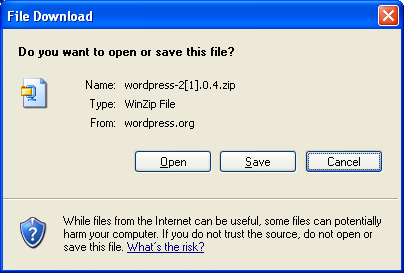 File Download
Do you want to open or save this file?
Name: wordpress-2[1].0.4.zip
Type: WinZip File
From: wordpress.org
Open Save Cancel
While files from the Internet can be useful, some files can potentially
harm your computer. If you do not trust the source, do not open or
save this file. What's the risk?